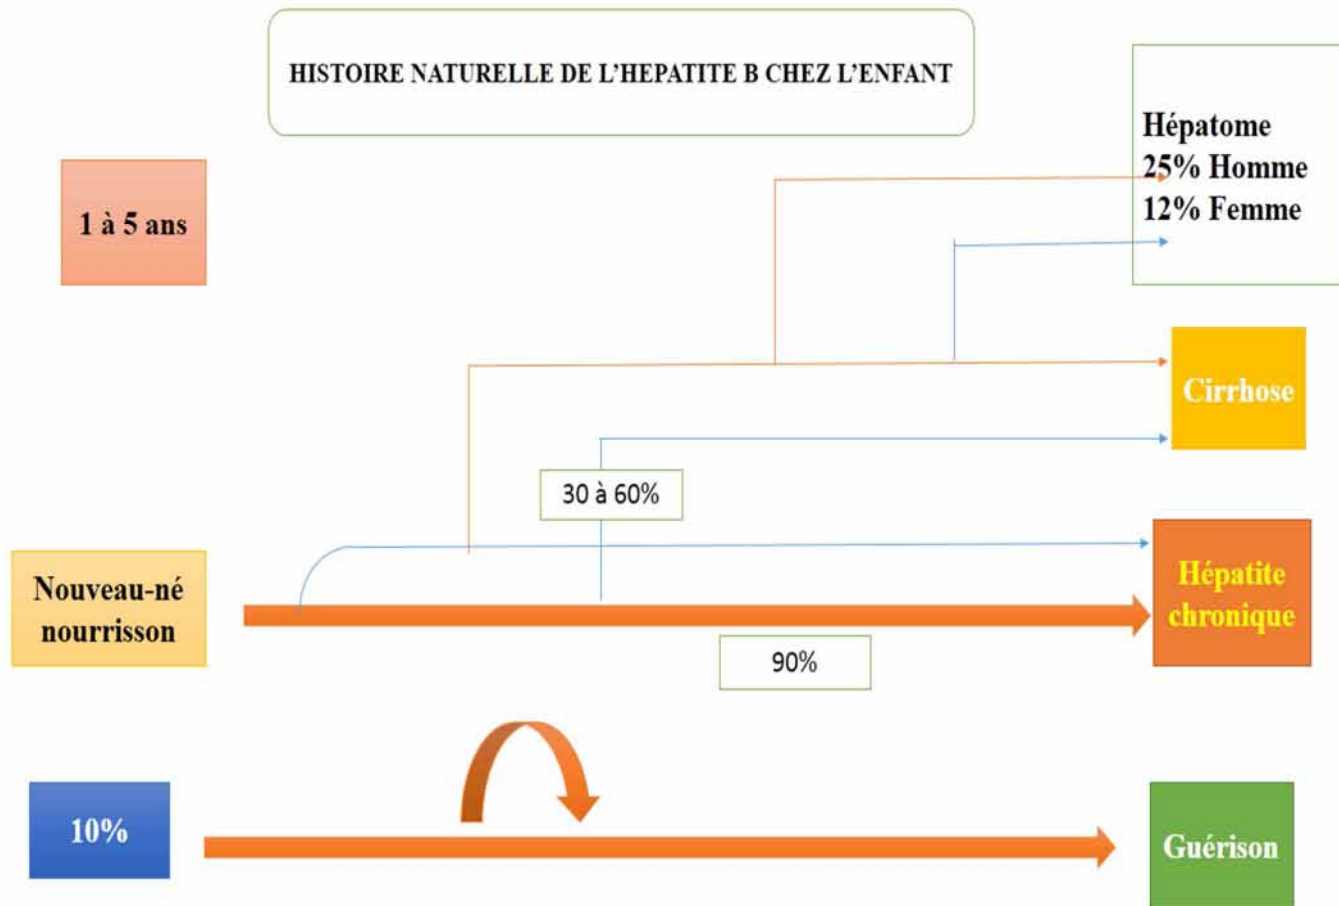 HISTOIRE NATURELLE DE L’HEPATITE B CHEZ L’ENFANT
Hépatome
25% Homme
12% Femme
1 à 5 ans
Cirrhose
30 à 60%
Nouveau-né
nourrisson
Hépatite
chronique
90%
10%
Guérison